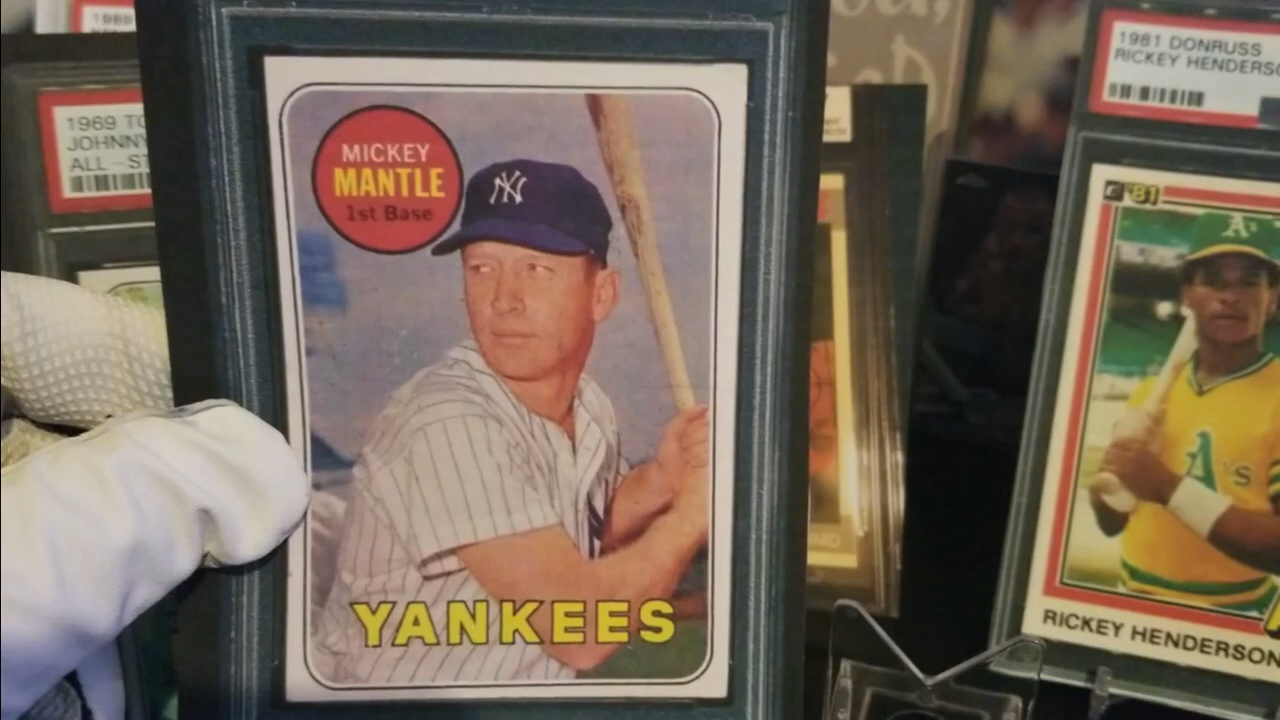 1969 TO
JOHNNY
ALL-ST
MICKEY
MANTLE
1st Base
NY
YANKEES
1981 DONRUSS
RICKEY HENDERSO
'81
A's
A's
RICKEY HENDERSON